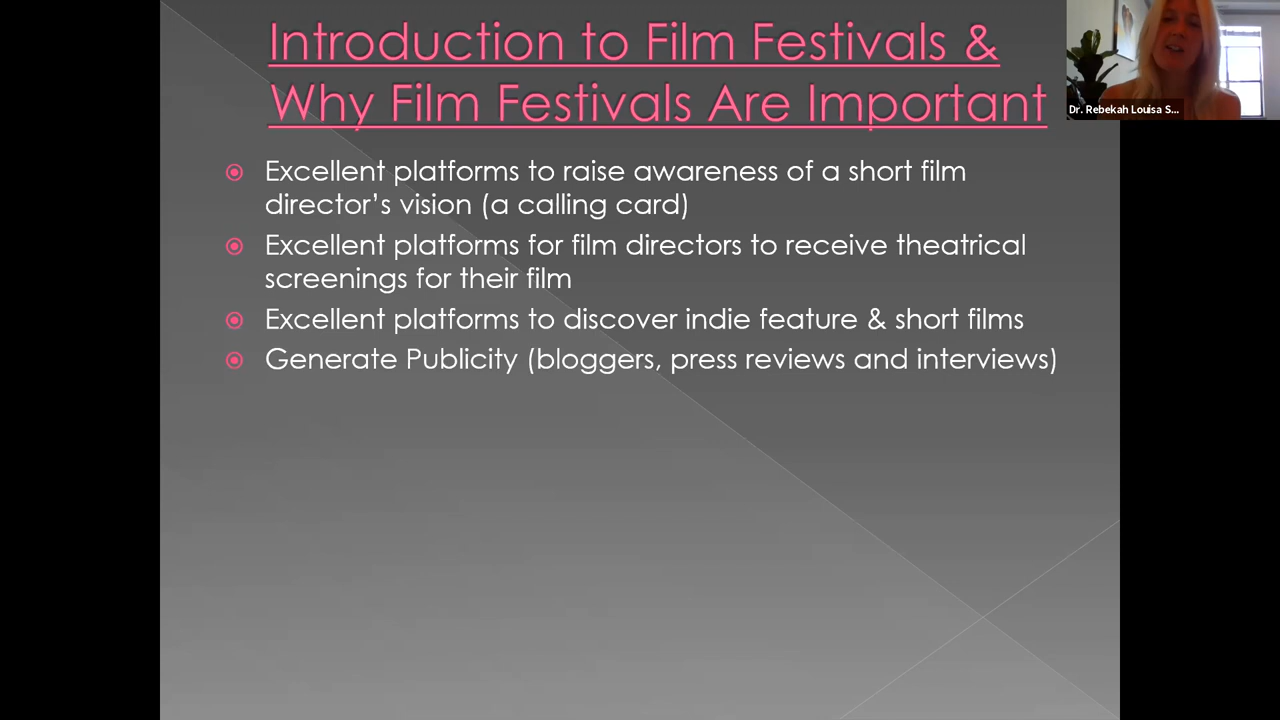 Introduction to Film Festivals &
Why Film Festivals Are Important
Dr. Rebekah Louisa S...
Excellent platforms to raise awareness of a short film
director’s vision (a calling card)
Excellent platforms for film directors to receive theatrical
screenings for their film
Excellent platforms to discover indie feature & short films
Generate Publicity (bloggers, press reviews and interviews)